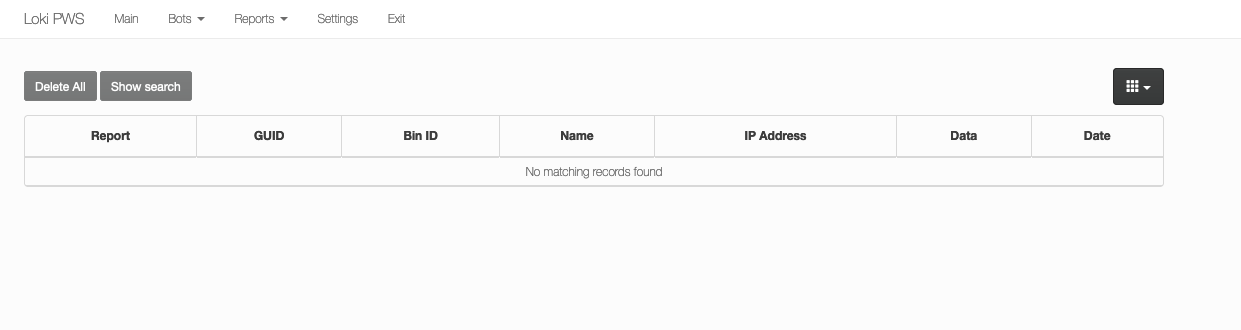 Loki PWS Main Bots Reports Settings Exit
Delete All Show search
Report GUID Bin ID Name IP Address Data Date
No matching records found